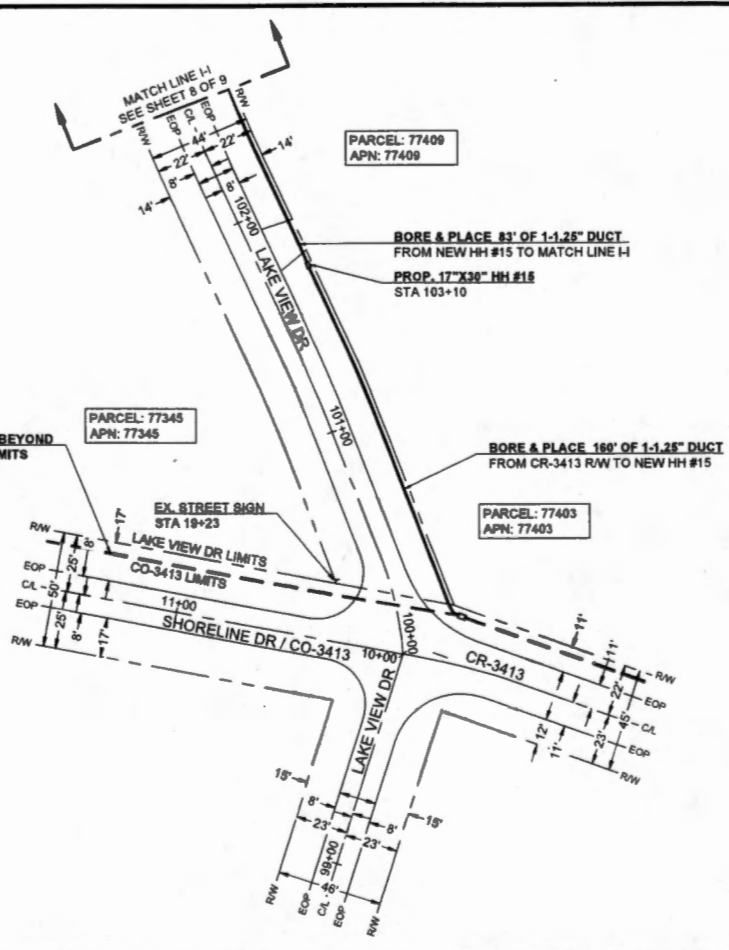 MATCH LINE I-I
SEE SHEET 8 OF 9
R/W
EOP
C/L
EOP
R/W
44'
22'
22'
8'
8'
14'
14'
PARCEL: 77409
APN: 77409
102+00
LAKE VIEW DR
BORE & PLACE 83' OF 1-1.25" DUCT
FROM NEW HH #15 TO MATCH LINE I-I
PROP. 17"X30" HH #15
STA 103+10
101+00
PARCEL: 77345
APN: 77345
BEYOND
MITS
BORE & PLACE 160' OF 1-1.25" DUCT
FROM CR-3413 R/W TO NEW HH #15
PARCEL: 77403
APN: 77403
EX. STREET SIGN
STA 19+23
R/W
EOP
C/L
EOP
R/W
17'
8'
25'
50'
25'
8'
17'
LAKE VIEW DR LIMITS
CO-3413 LIMITS
11+00
SHORELINE DR / CO-3413
10+00
100+00
CR-3413
11'
11'
22'
45'
23'
12'
11'
R/W
EOP
C/L
EOP
R/W
LAKE VIEW DR
15'
15'
8'
8'
23'
23'
99+00
46'
R/W
EOP
C/L
EOP
R/W